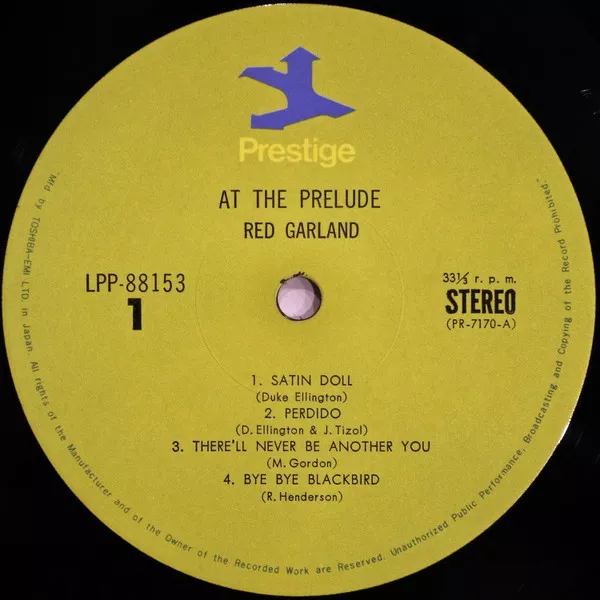 Prestige
AT THE PRELUDE
RED GARLAND
LPP-88153
1
33⅓ r. p. m.
STEREO
(PR-7170-A)
1. SATIN DOLL
(Duke Ellington)
2. PERDIDO
(D. Ellington & J. Tizol)
3. THERE'LL NEVER BE ANOTHER YOU
(M. Gordon)
4. BYE BYE BLACKBIRD
(R. Henderson)
"Mfd by TOSHIBA-EMI LTD. in Japan. All rights of the Manufacturer and of the Owner of the Recorded Work are Reserved. Unauthorized Public Performance, Broadcasting and Copying of the Record Prohibited."